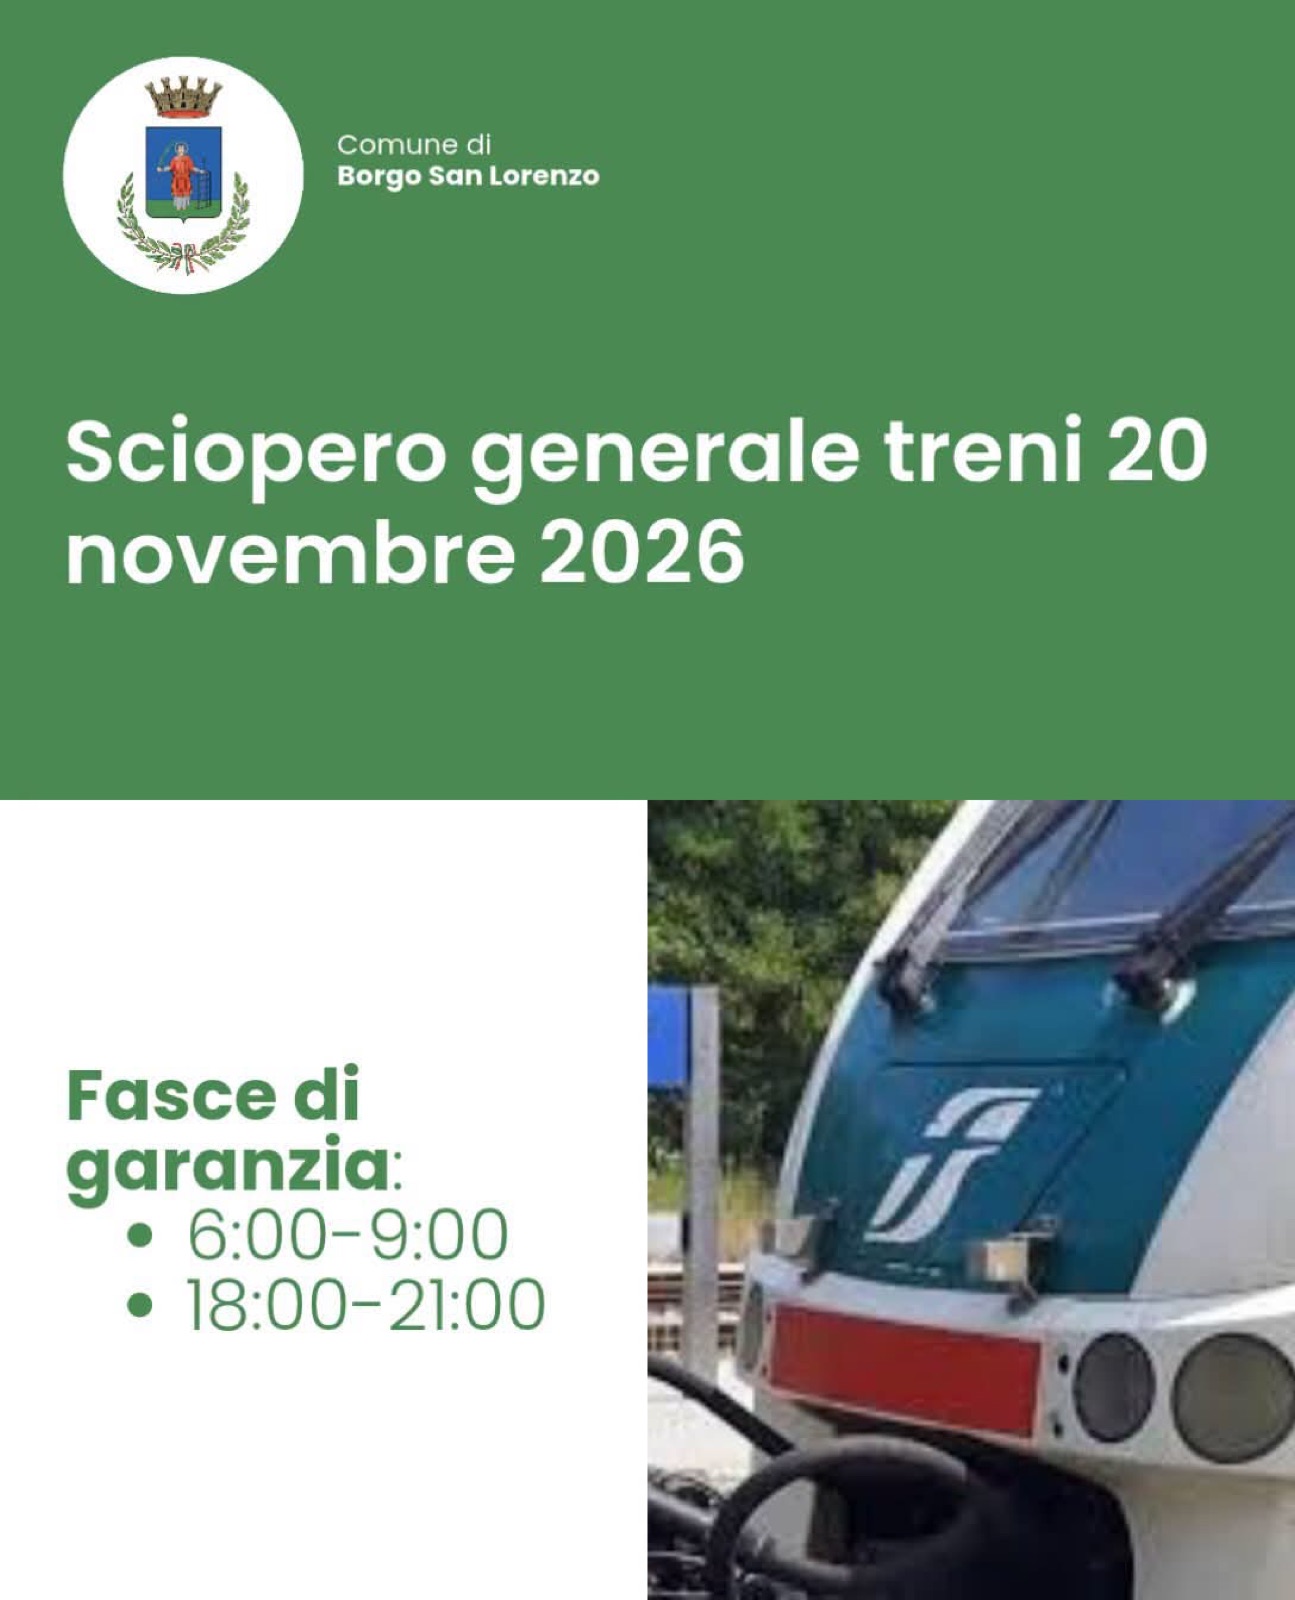 Comune di
Borgo San Lorenzo
Sciopero generale treni 20
novembre 2026
Fasce di
garanzia:
• 6:00-9:00
• 18:00-21:00